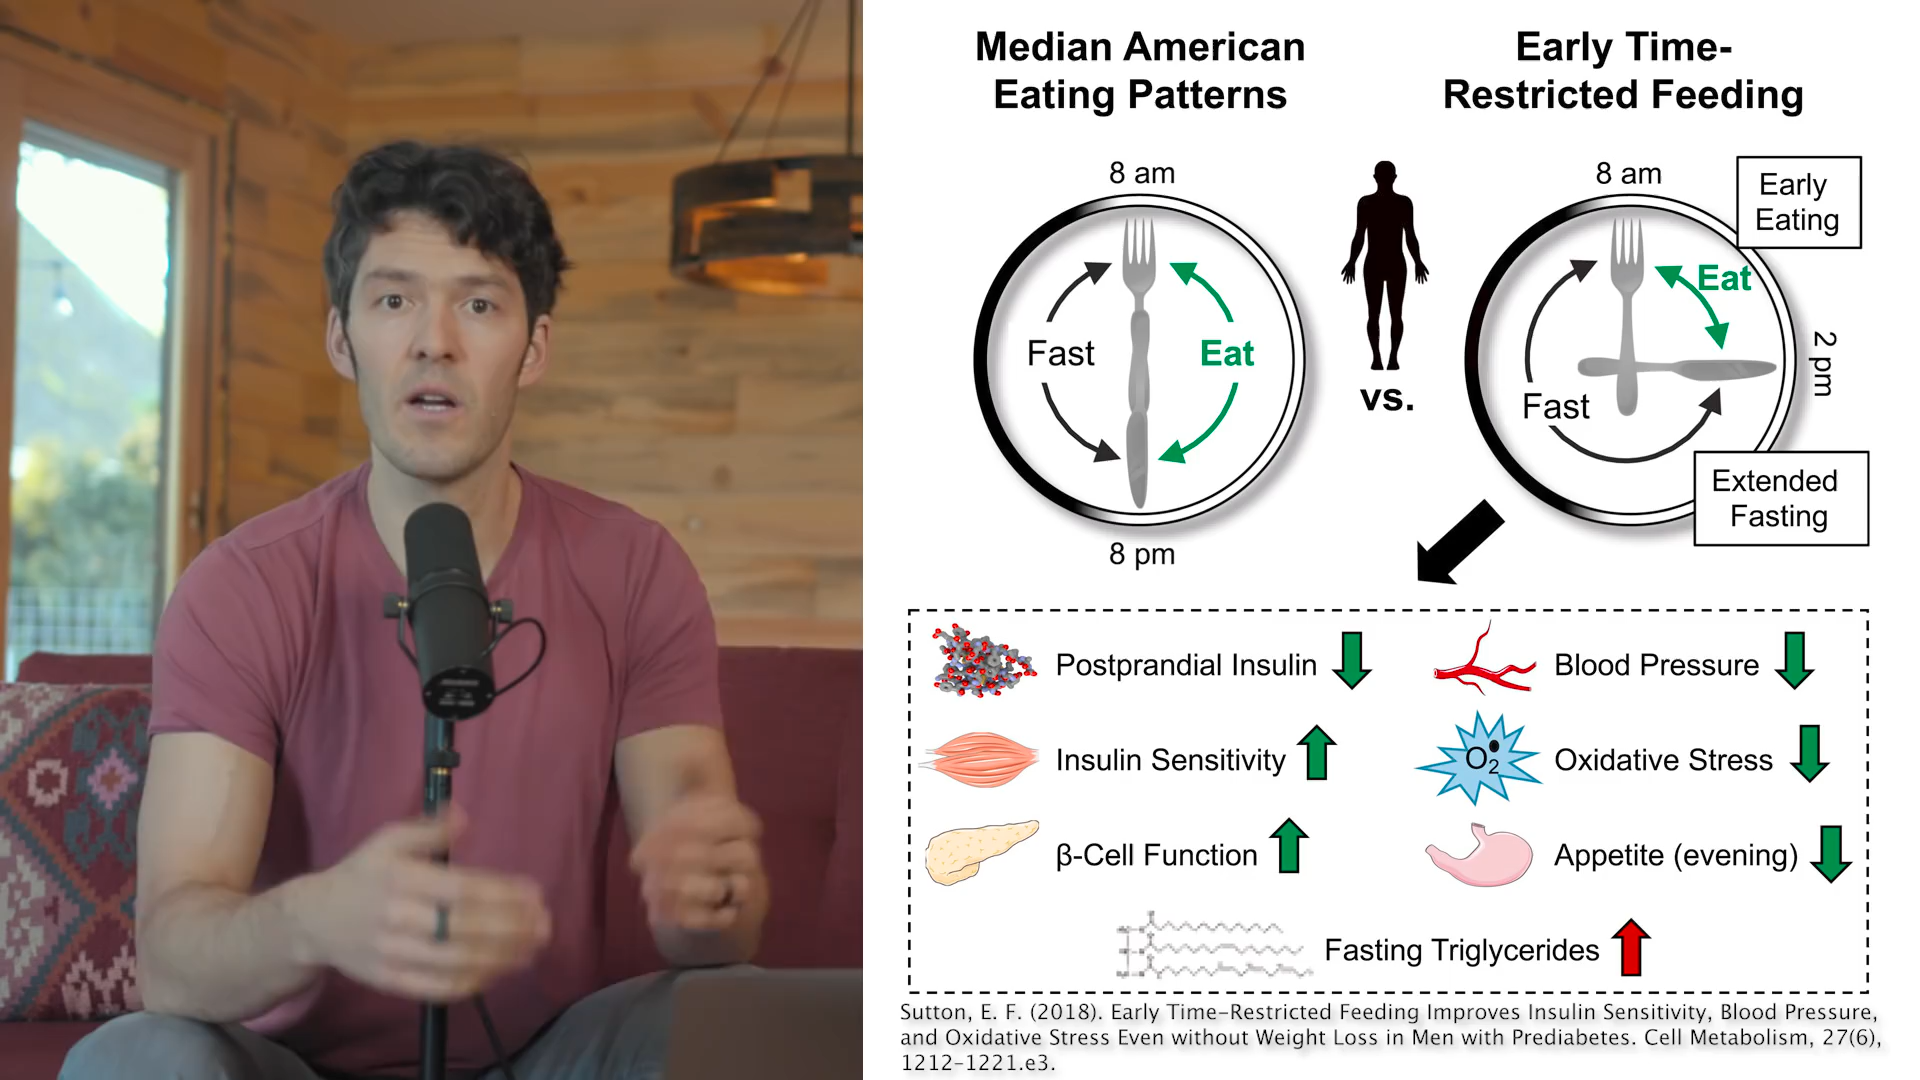 Median American
Eating Patterns
Early Time-
Restricted Feeding
8 am
Fast
Eat
8 pm
vs.
8 am
Early
Eating
Eat
2 pm
Fast
Extended
Fasting
Postprandial Insulin
Blood Pressure
Insulin Sensitivity
O2
Oxidative Stress
β-Cell Function
Appetite (evening)
Fasting Triglycerides
Sutton, E. F. (2018). Early Time-Restricted Feeding Improves Insulin Sensitivity, Blood Pressure,
and Oxidative Stress Even without Weight Loss in Men with Prediabetes. Cell Metabolism, 27(6),
1212-1221.e3.